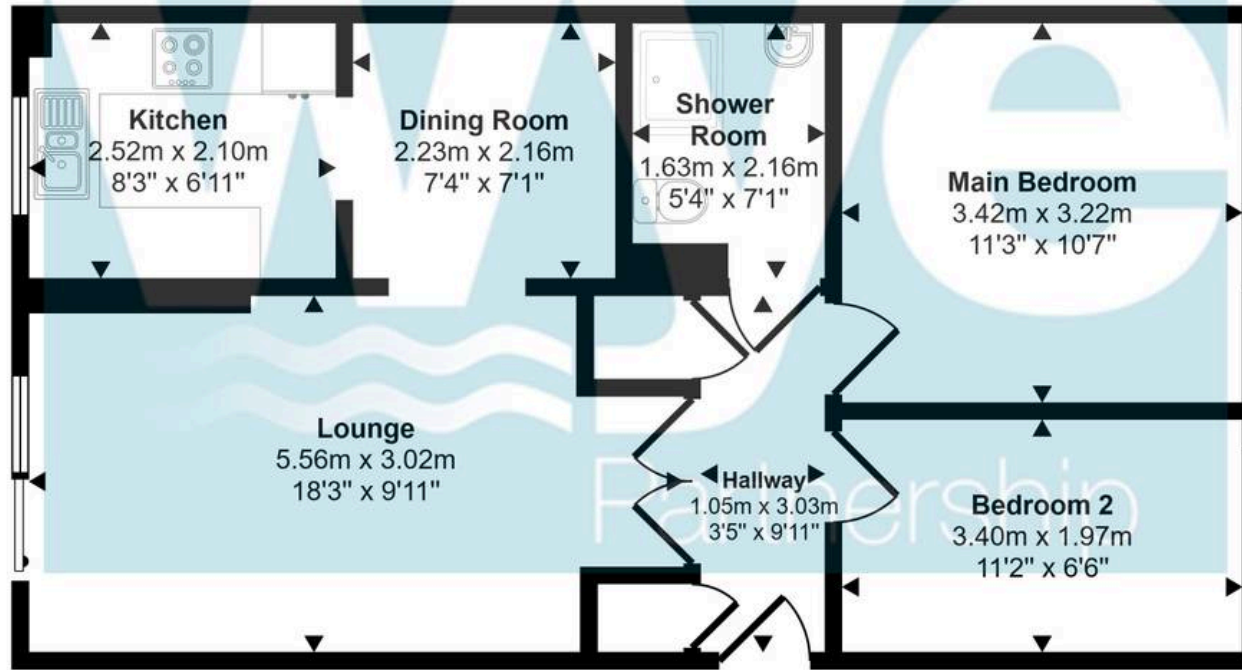 Kitchen
2.52m x 2.10m
8'3" x 6'11"
Dining Room
2.23m x 2.16m
7'4" x 7'1"
Shower
Room
1.63m x 2.16m
5'4" x 7'1"
Main Bedroom
3.42m x 3.22m
11'3" x 10'7"
Lounge
5.56m x 3.02m
18'3" x 9'11"
Hallway
1.05m x 3.03m
3'5" x 9'11"
Bedroom 2
3.40m x 1.97m
11'2" x 6'6"
wye
Partnership